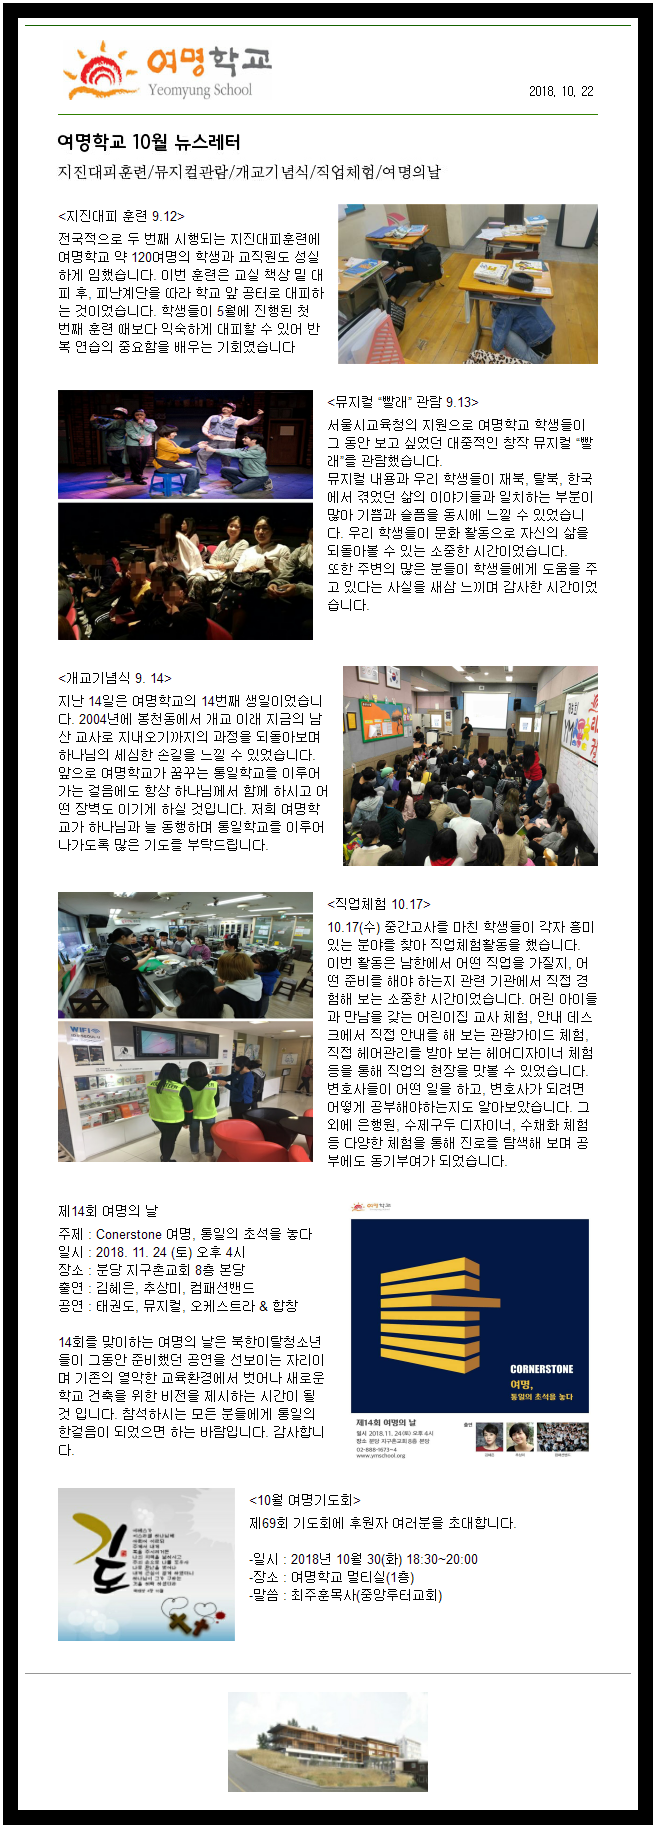 여명학교
Yeomyung School
2018, 10, 22
여명학교 10월 뉴스레터
지진대피훈련/뮤지컬관람/개교기념식/직업체험/여명의날
<지진대피 훈련 9.12>
전국적으로 두 번째 시행되는 지진대피훈련에
여명학교 약 120여명의 학생과 교직원도 성실
하게 임했습니다. 이번 훈련은 교실 책상 밑 대
피 후, 피난계단을 따라 학교 앞 공터로 대피하
는 것이었습니다. 학생들이 5월에 진행된 첫
번째 훈련 때보다 익숙하게 대피할 수 있어 반
복 연습의 중요함을 배우는 기회였습니다
<뮤지컬 “빨래” 관람 9.13>
서울시교육청의 지원으로 여명학교 학생들이
그 동안 보고 싶었던 대중적인 창작 뮤지컬 “빨
래”를 관람했습니다.
뮤지컬 내용과 우리 학생들이 재북, 탈북, 한국
에서 겪었던 삶의 이야기들과 일치하는 부분이
많아 기쁨과 슬픔을 동시에 느낄 수 있었습니
다. 우리 학생들이 문화 활동으로 자신의 삶을
되돌아볼 수 있는 소중한 시간이었습니다.
또한 주변의 많은 분들이 학생들에게 도움을 주
고 있다는 사실을 새삼 느끼며 감사한 시간이었
습니다.
<개교기념식 9. 14>
지난 14일은 여명학교의 14번째 생일이었습니
다. 2004년에 봉천동에서 개교 이래 지금의 남
산 교사로 지내오기까지의 과정을 되돌아보며
하나님의 세심한 손길을 느낄 수 있었습니다.
앞으로 여명학교가 꿈꾸는 통일학교를 이루어
가는 걸음에도 항상 하나님께서 함께 하시고 어
떤 장벽도 이기게 하실 것입니다. 저희 여명학
교가 하나님과 늘 동행하며 통일학교를 이루어
나가도록 많은 기도를 부탁드립니다.
<직업체험 10.17>
10.17(수) 중간고사를 마친 학생들이 각자 흥미
있는 분야를 찾아 직업체험활동을 했습니다.
이번 활동은 남한에서 어떤 직업을 가질지, 어
떤 준비를 해야 하는지 관련 기관에서 직접 경
험해 보는 소중한 시간이었습니다. 어린 아이들
과 만남을 갖는 어린이집 교사 체험, 안내 데스
크에서 직접 안내를 해 보는 관광가이드 체험,
직접 헤어관리를 받아 보는 헤어디자이너 체험
등을 통해 직업의 현장을 맛볼 수 있었습니다.
변호사들이 어떤 일을 하고, 변호사가 되려면
어떻게 공부해야하는지도 알아보았습니다. 그
외에 은행원, 수제구두 디자이너, 수채화 체험
등 다양한 체험을 통해 진로를 탐색해 보며 공
부에도 동기부여가 되었습니다.
WiFi
제14회 여명의 날
주제 : Conerstone 여명, 통일의 초석을 놓다
일시 : 2018. 11. 24 (토) 오후 4시
장소 : 분당 지구촌교회 8층 본당
출연 : 김혜은, 추상미, 컴패션밴드
공연 : 태권도, 뮤지컬, 오케스트라 & 합창
14회를 맞이하는 여명의 날은 북한이탈청소년
들이 그동안 준비했던 공연을 선보이는 자리이
며 기존의 열악한 교육환경에서 벗어나 새로운
학교 건축을 위한 비전을 제시하는 시간이 될
것 입니다. 참석하시는 모든 분들에게 통일의
한걸음이 되었으면 하는 바람입니다. 감사합니
다.
여명학교
CORNERSTONE
여명,
통일의 초석을 놓다
제14회 여명의 날
일시 2018.11.24(토) 오후 4시
장소 분당 지구촌교회 8층 본당
02-888-1673~4
www.ymschool.org
출연
<10월 여명기도회>
제69회 기도회에 후원자 여러분을 초대합니다.
-일시 : 2018년 10월 30(화) 18:30~20:00
-장소 : 여명학교 멀티실(1층)
-말씀 : 최주훈목사(중앙루터교회)
기도